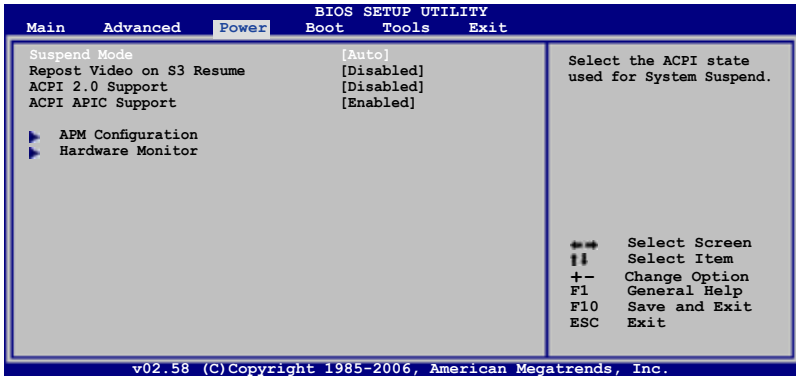 BIOS SETUP UTILITY
Main Advanced Power Boot Tools Exit
Suspend Mode [Auto]
Repost Video on S3 Resume [Disabled]
ACPI 2.0 Support [Disabled]
ACPI APIC Support [Enabled]
APM Configuration
Hardware Monitor
Select the ACPI state
used for System Suspend.
←→ Select Screen
↑↓ Select Item
+- Change Option
F1 General Help
F10 Save and Exit
ESC Exit
v02.58 (C)Copyright 1985-2006, American Megatrends, Inc.